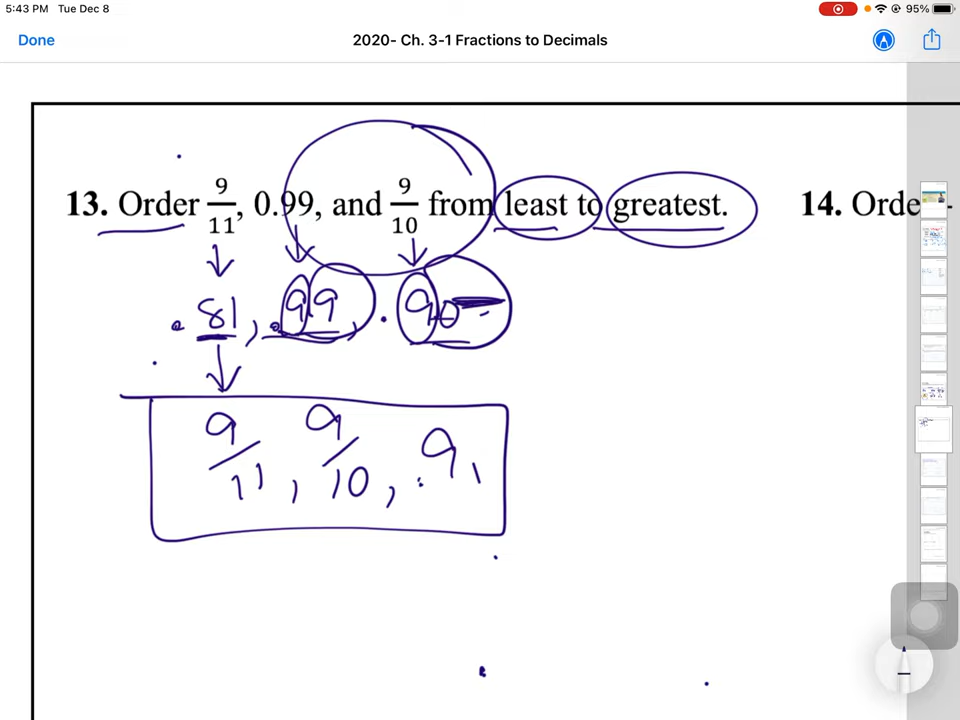 5:43 PM Tue Dec 8 95%
Done 2020- Ch. 3-1 Fractions to Decimals
13. Order 9/11, 0.99, and 9/10 from least to greatest. 14. Orde
.81, .99, .90
9/11, 9/10, .9